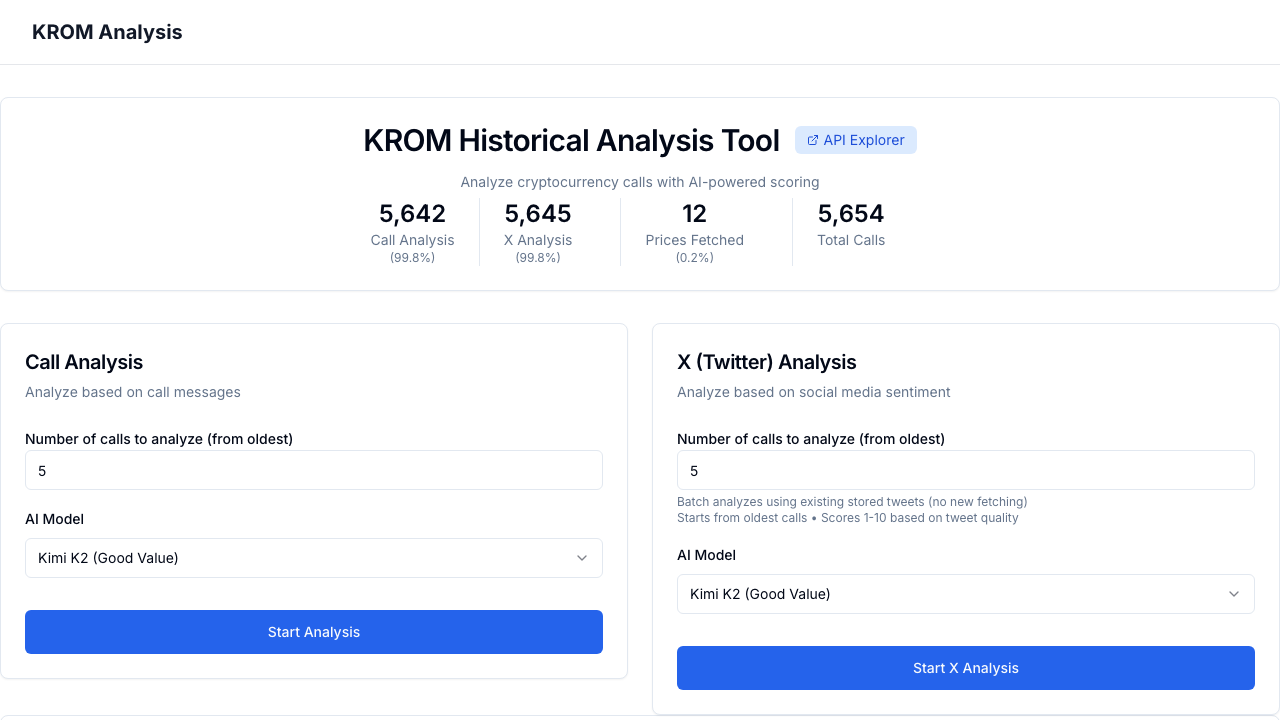 KROM Analysis
KROM Historical Analysis Tool
API Explorer
Analyze cryptocurrency calls with AI-powered scoring
5,642
Call Analysis
(99.8%)
5,645
X Analysis
(99.8%)
12
Prices Fetched
(0.2%)
5,654
Total Calls
Call Analysis
Analyze based on call messages
Number of calls to analyze (from oldest)
5
AI Model
Kimi K2 (Good Value)
Start Analysis
X (Twitter) Analysis
Analyze based on social media sentiment
Number of calls to analyze (from oldest)
5
Batch analyzes using existing stored tweets (no new fetching)
Starts from oldest calls • Scores 1-10 based on tweet quality
AI Model
Kimi K2 (Good Value)
Start X Analysis